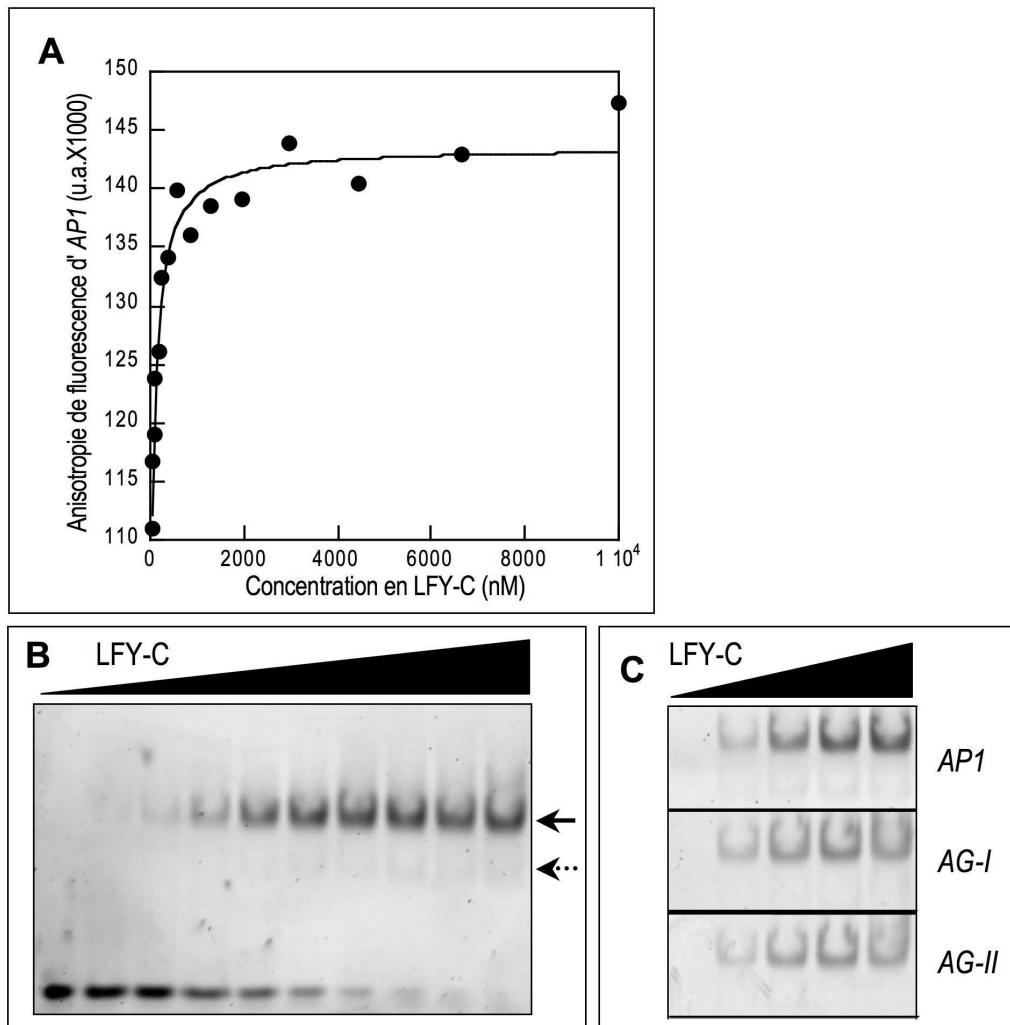 A
150
145
140
135
130
125
120
115
110
Anisotropie de fluorescence d' AP1 (u.a.X1000)
0 2000 4000 6000 8000 1 10⁴
Concentration en LFY-C (nM)
B
LFY-C
C
LFY-C
AP1
AG-I
AG-II